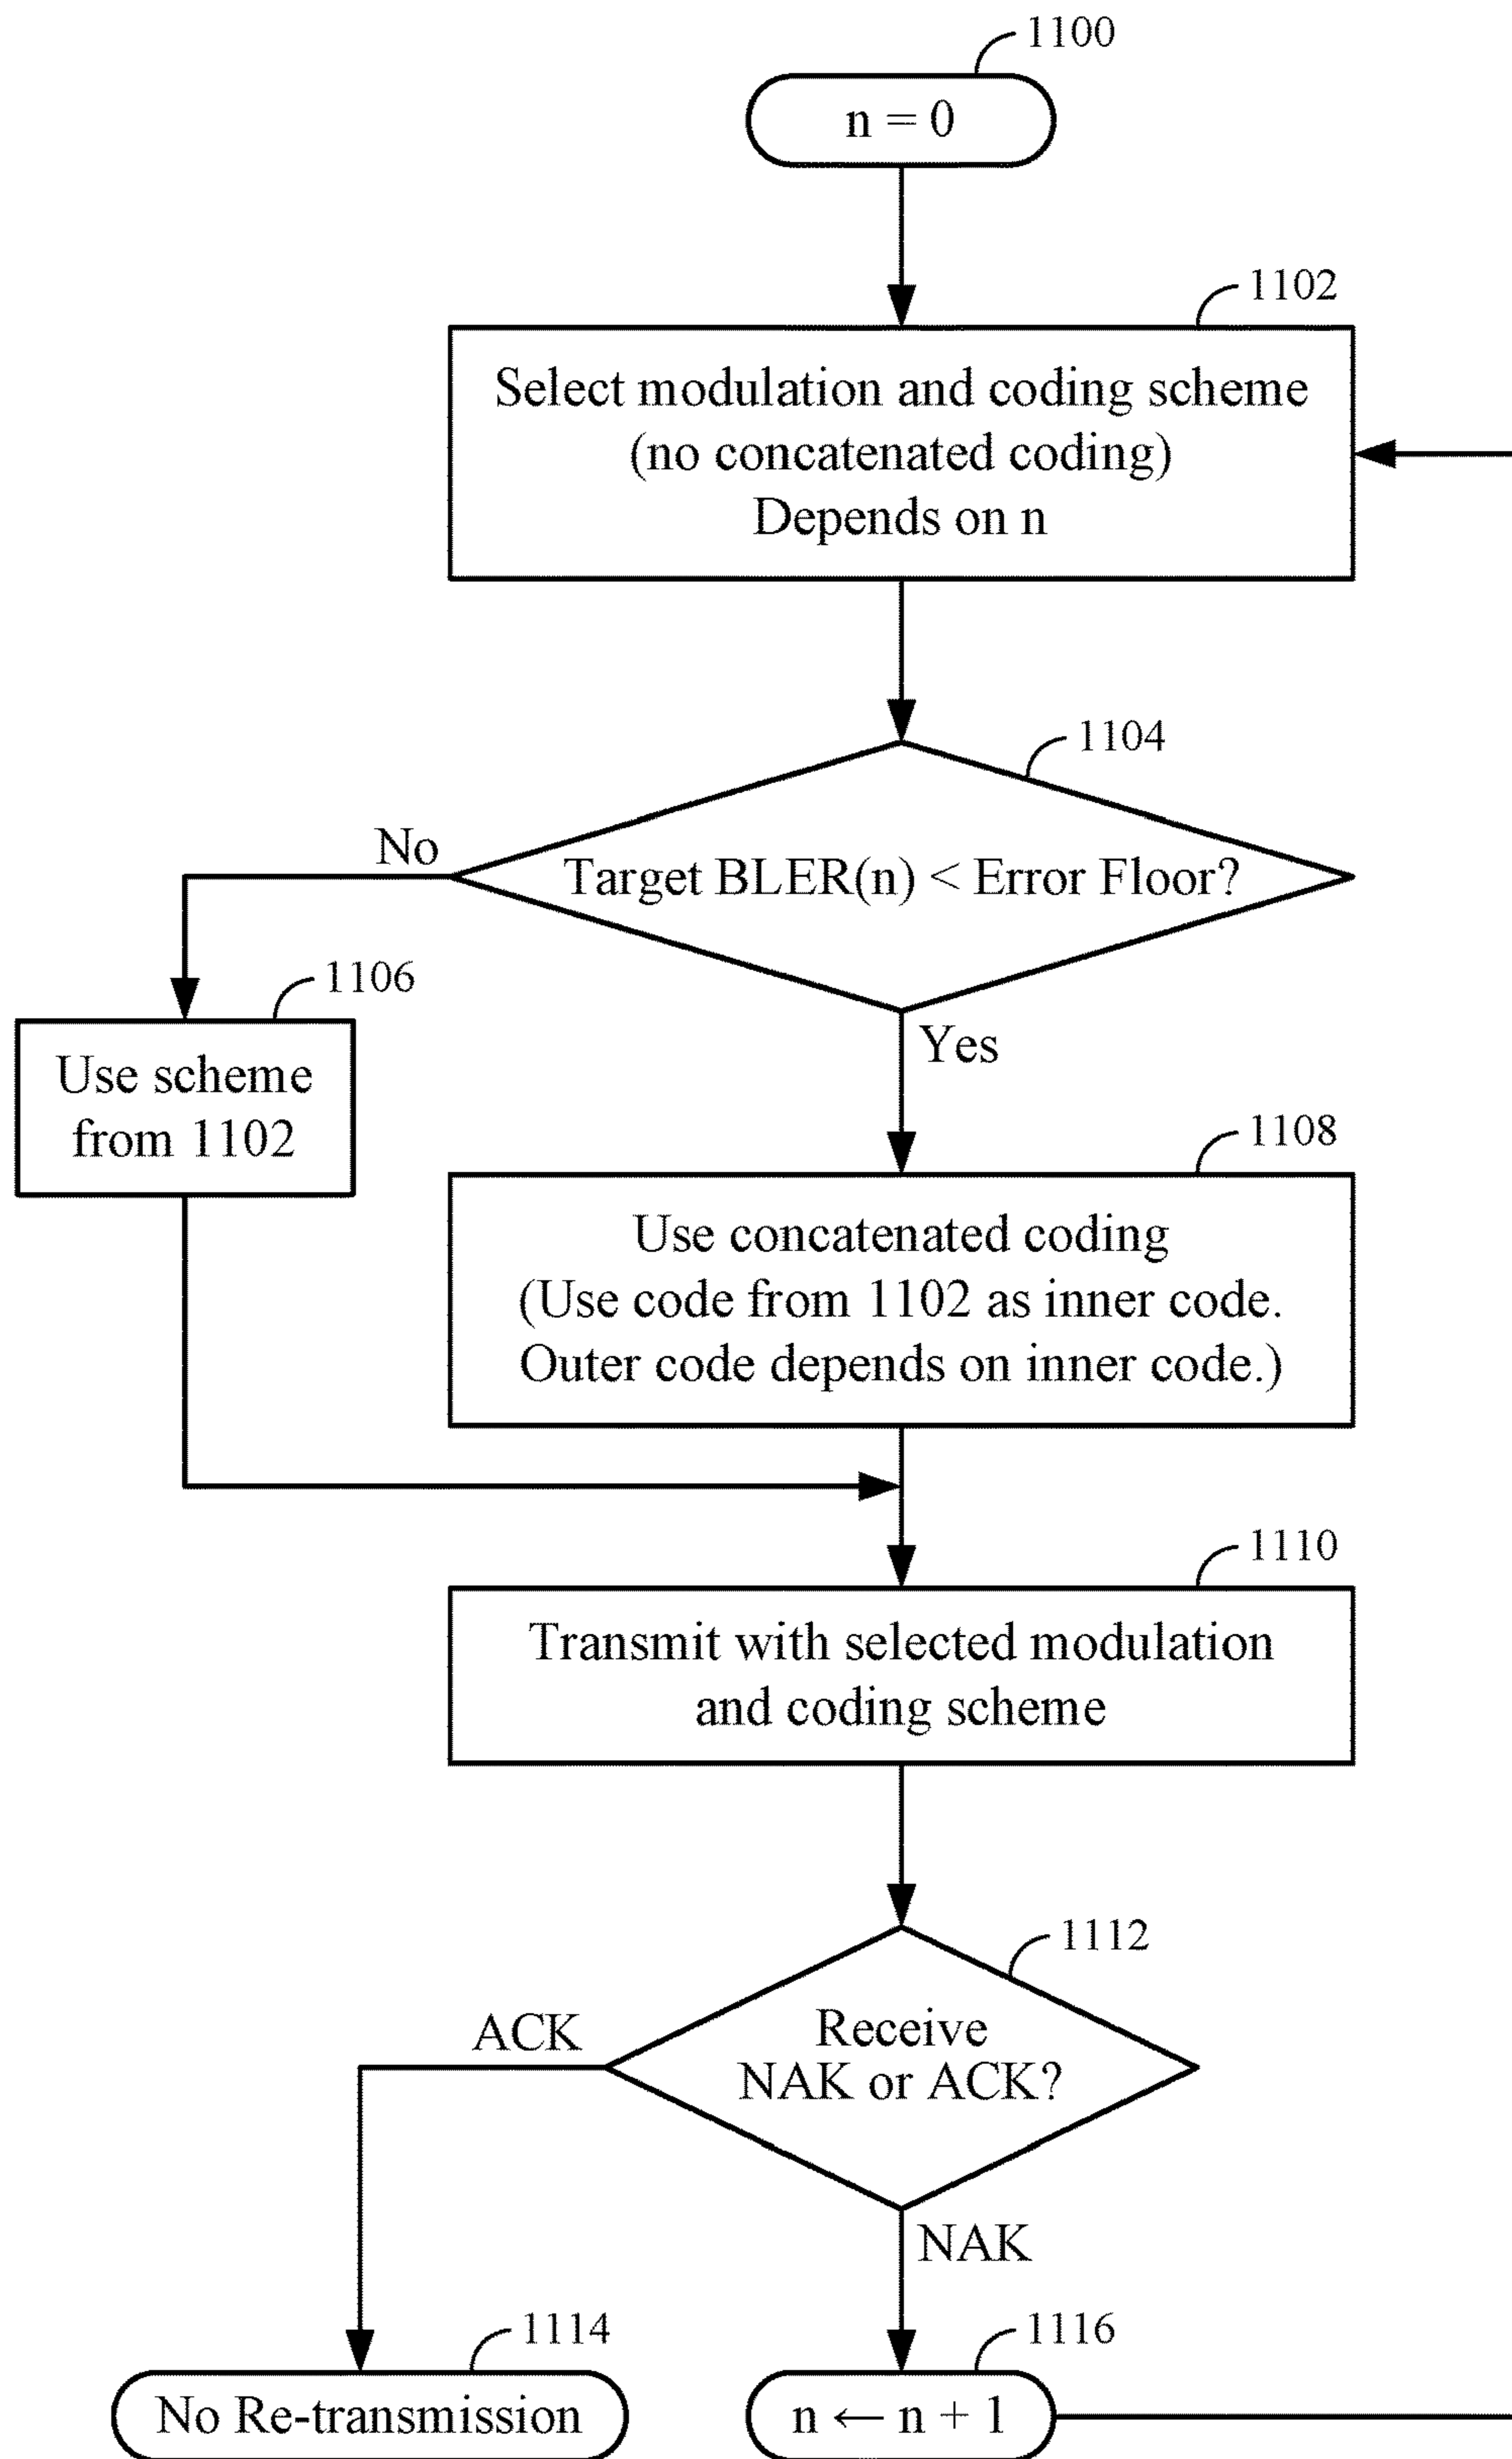 1100
n = 0
1102
Select modulation and coding scheme
(no concatenated coding)
Depends on n
1104
No
Target BLER(n) < Error Floor?
Yes
1106
Use scheme
from 1102
1108
Use concatenated coding
(Use code from 1102 as inner code.
Outer code depends on inner code.)
1110
Transmit with selected modulation
and coding scheme
1112
ACK
Receive
NAK or ACK?
NAK
1114
No Re-transmission
1116
n ← n + 1